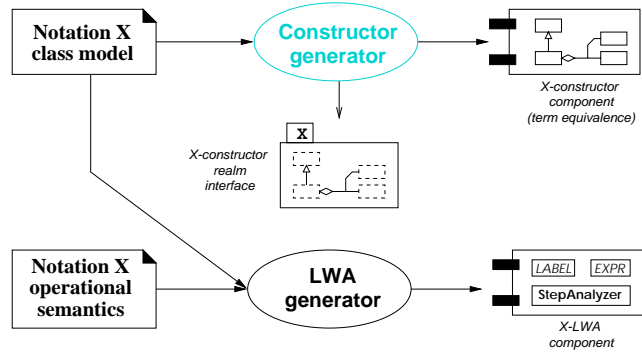 Notation X
class model
Constructor
generator
X-constructor
component
(term equivalence)
X
X-constructor
realm
interface
Notation X
operational
semantics
LWA
generator
LABEL
EXPR
StepAnalyzer
X-LWA
component